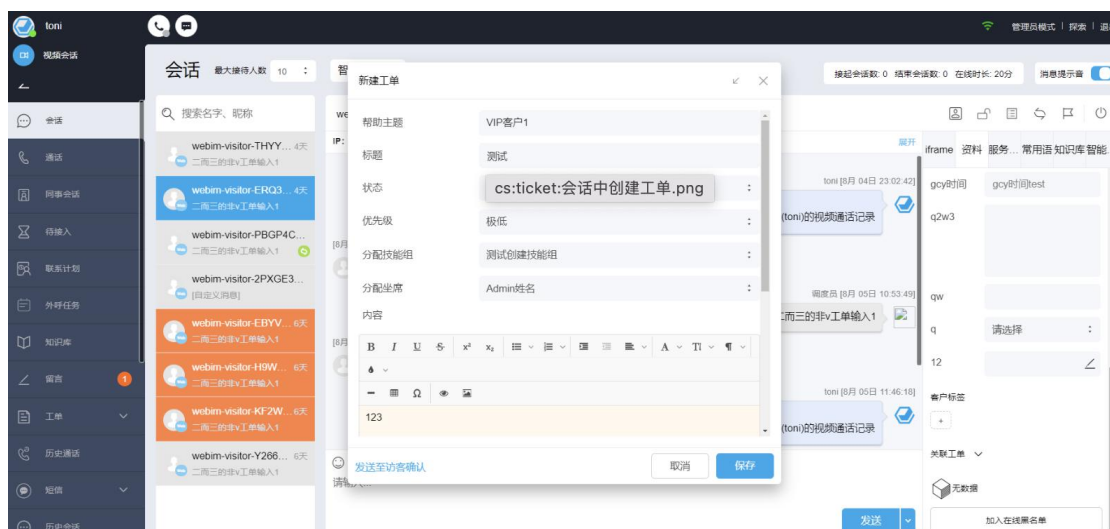 toni
管理员模式 | 探索 | 退
视频会话
会话
最大接待人数 10
智
接起会话数: 0 结束会话数: 0 在线时长: 20分
消息提示音
会话
通话
同事会话
待接入
联系计划
外呼任务
知识库
留言
1
工单
历史通话
短信
历史会话
搜索名字、昵称
webim-visitor-THYY... 4天
二而三的非v工单输入1
webim-visitor-ERQ3... 4天
二而三的非v工单输入1
webim-visitor-PBGP4C...
二而三的非v工单输入1
webim-visitor-2PXGE3...
[自定义消息]
webim-visitor-EBYV... 6天
二而三的非v工单输入1
webim-visitor-H9W... 6天
二而三的非v工单输入1
webim-visitor-KF2W... 6天
二而三的非v工单输入1
webim-visitor-Y266... 6天
二而三的非v工单输入1
we
IP:
展开
[8月
[8月
新建工单
帮助主题 VIP客户1
标题 测试
状态
cs:ticket:会话中创建工单.png
优先级 极低
分配技能组 测试创建技能组
分配坐席 Admin姓名
内容
B I U S x² x₂ A TI ¶
Ω
123
发送至访客确认
取消
保存
toni [8月 04日 23:02:42]
(toni)的视频通话记录
调度员 [8月 05日 10:53:49]
二而三的非v工单输入1
toni [8月 05日 11:46:18]
(toni)的视频通话记录
发送
iframe 资料 服务... 常用语 知识库 智能
gcy时间 gcy时间test
q2w3
qw
q 请选择
12
客户标签
+
关联工单
无数据
加入在线黑名单